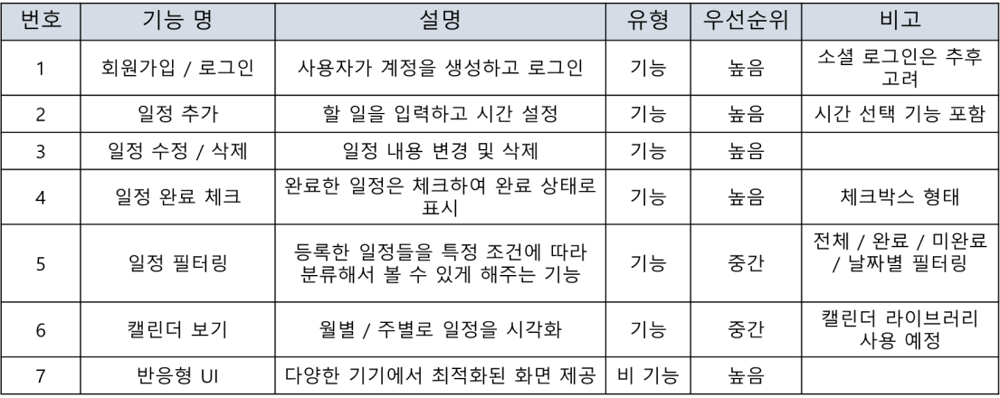 번호 기능 명 설명 유형 우선순위 비고
1 회원가입 / 로그인 사용자가 계정을 생성하고 로그인 기능 높음 소셜 로그인은 추후
고려
2 일정 추가 할 일을 입력하고 시간 설정 기능 높음 시간 선택 기능 포함
3 일정 수정 / 삭제 일정 내용 변경 및 삭제 기능 높음
4 일정 완료 체크 완료한 일정은 체크하여 완료 상태로
표시 기능 높음 체크박스 형태
5 일정 필터링 등록한 일정들을 특정 조건에 따라
분류해서 볼 수 있게 해주는 기능 기능 중간 전체 / 완료 / 미완료
/ 날짜별 필터링
6 캘린더 보기 월별 / 주별로 일정을 시각화 기능 중간 캘린더 라이브러리
사용 예정
7 반응형 UI 다양한 기기에서 최적화된 화면 제공 비 기능 높음